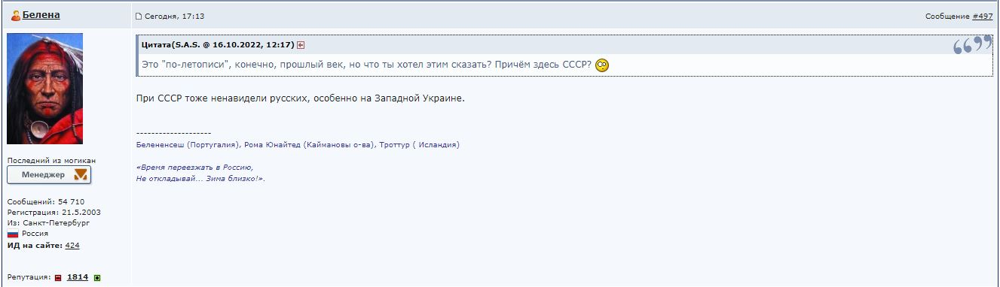 Белена
Сегодня, 17:13
Сообщение #497
Цитата(S.A.S. @ 16.10.2022, 12:17)
Это "по-летописи", конечно, прошлый век, но что ты хотел этим сказать? Причём здесь СССР?
При СССР тоже ненавидели русских, особенно на Западной Украине.
--------------------
Белененсеш (Португалия), Рома Юнайтед (Каймановы о-ва), Троттур ( Исландия)
«Время переезжать в Россию,
Не откладывай... Зима близко!».
Последний из могикан
Менеджер
Сообщений: 54 710
Регистрация: 21.5.2003
Из: Санкт-Петербург
Россия
ИД на сайте: 424
Репутация: 1814